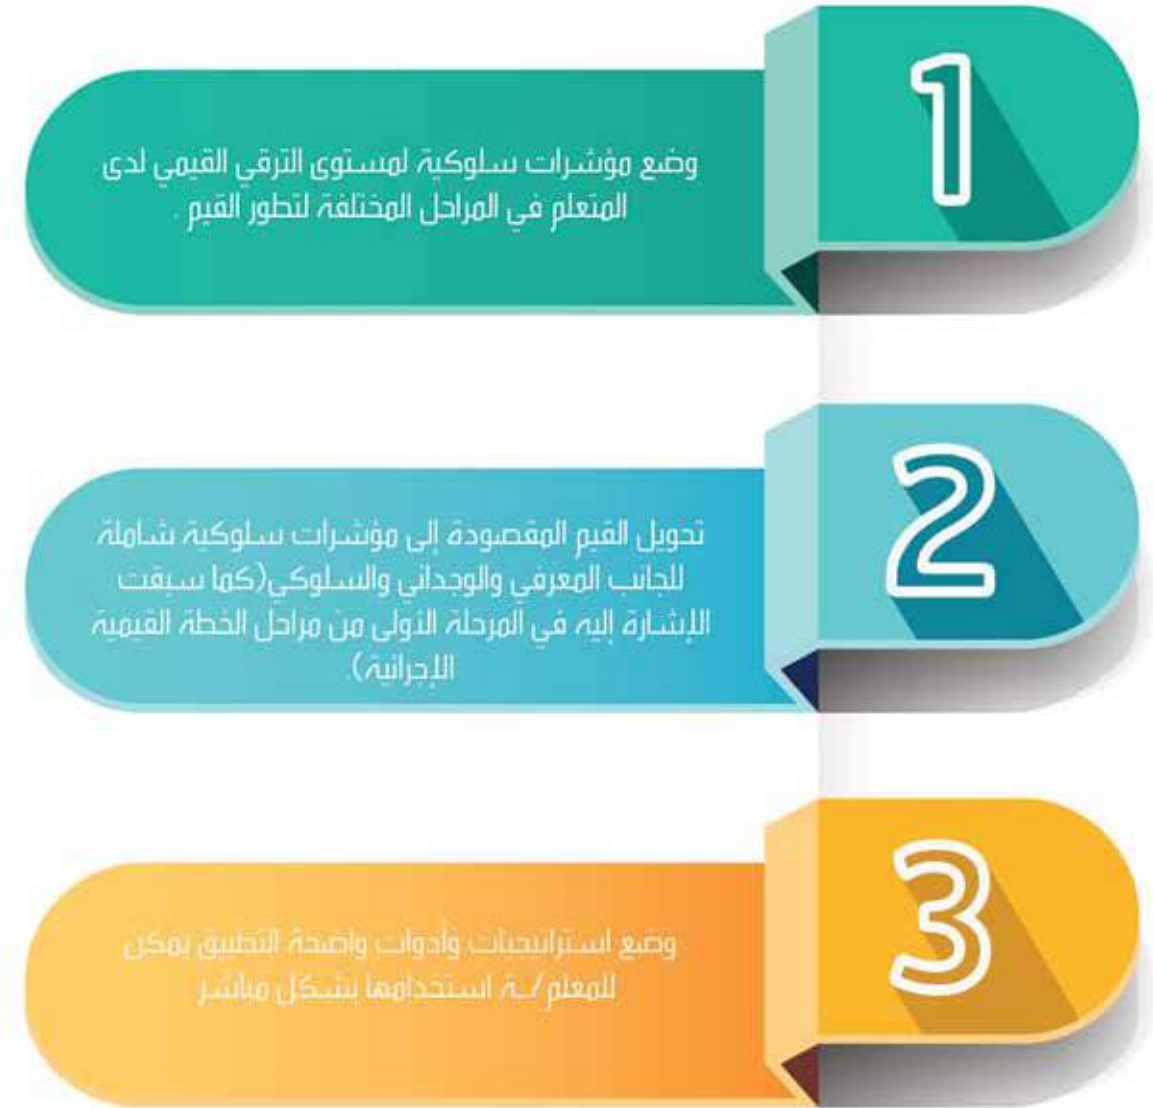 1
وضع مؤشرات سلوكية لمستوى الترقي القيمي لدى
المتعلم في المراحل المختلفة لتطور القيم .
2
تحويل القيم المقصودة إلى مؤشرات سلوكية شاملة
للجانب المعرفي والوجداني والسلوكي(كما سبقت
الإشارة إليه في المرحلة الأولى من مراحل الخطة القيمية
الإجرائية).
3
وضع استراتيجيات وأدوات واضحة التطبيق يمكن
للمعلم/ـة استخدامها بشكل مباشر .